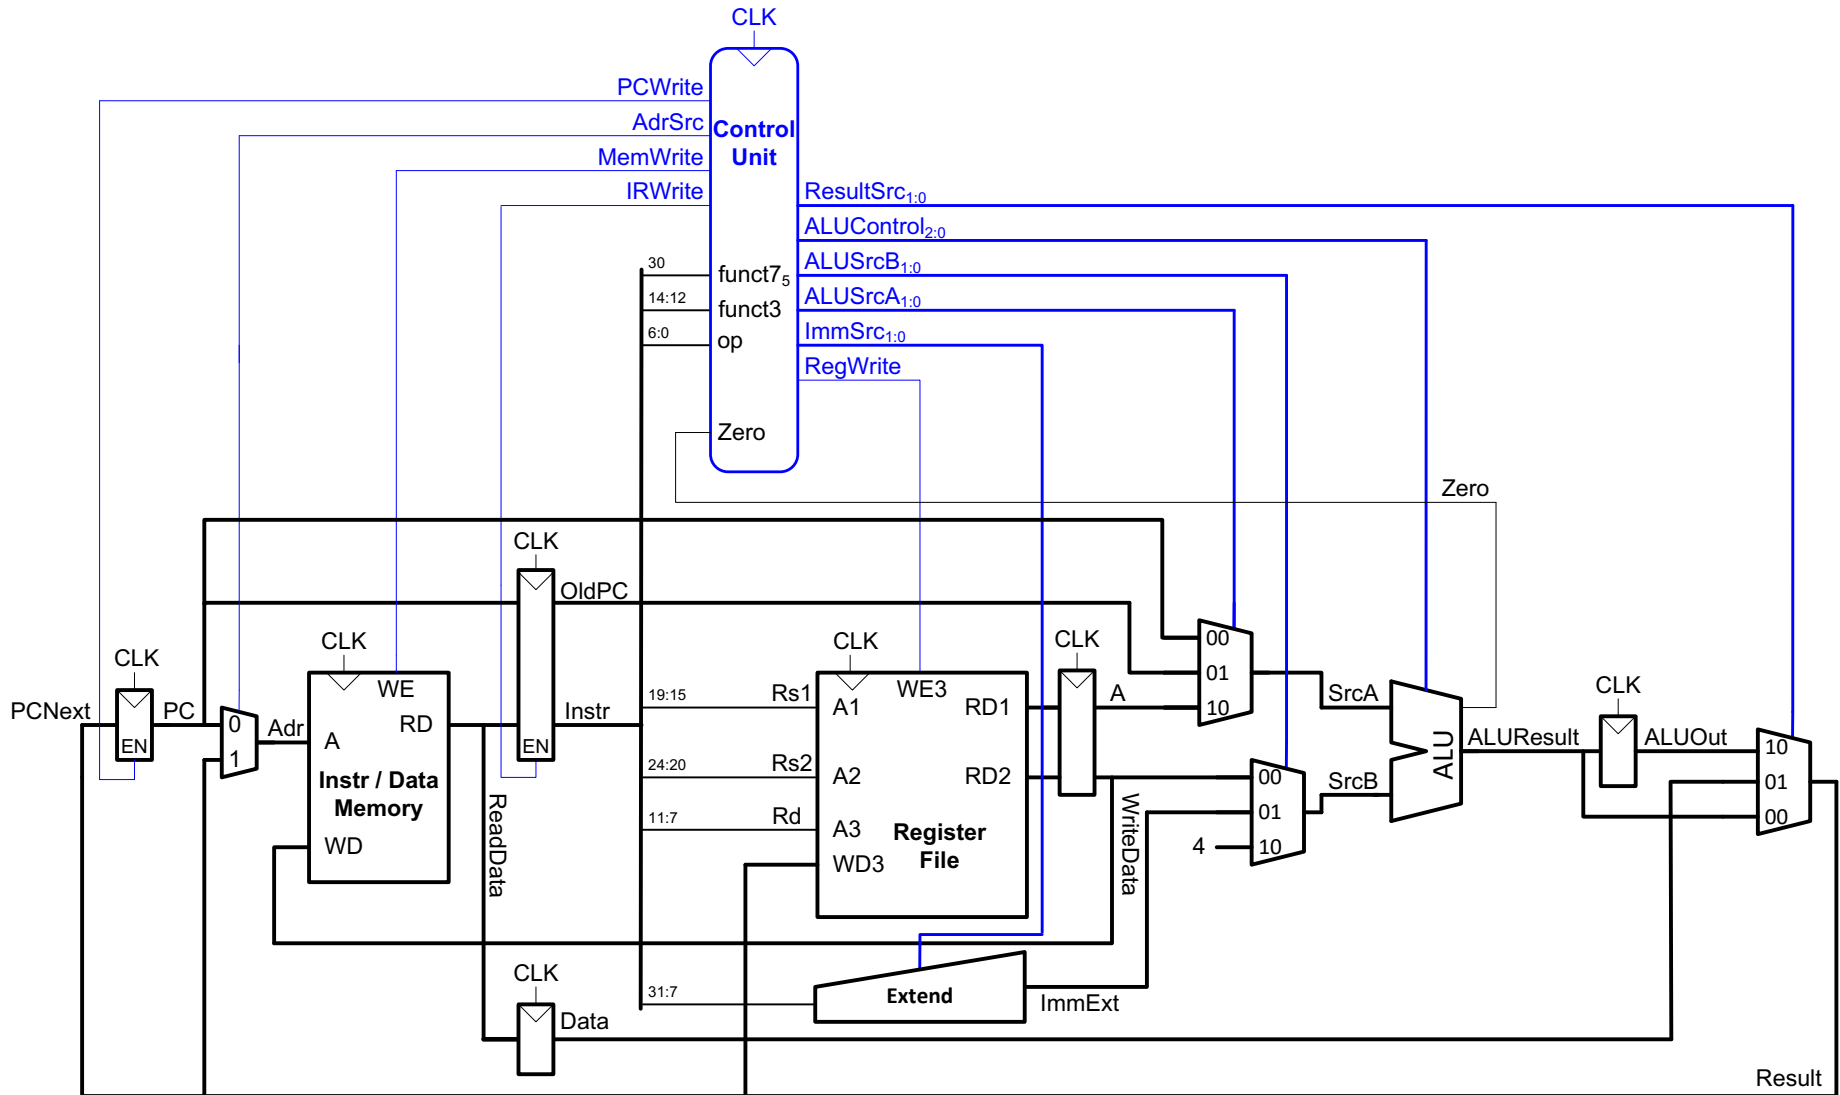 CLK
PCWrite
AdrSrc
Control
Unit
MemWrite
IRWrite
ResultSrc1:0
ALUControl2:0
ALUSrcB1:0
ALUSrcA1:0
ImmSrc1:0
RegWrite
30
funct75
14:12
funct3
6:0
op
Zero
Zero
CLK
OldPC
CLK
CLK
CLK
CLK
CLK
PCNext
PC
EN
0
1
Adr
WE
RD
A
Instr / Data
Memory
WD
ReadData
EN
Instr
19:15
Rs1
24:20
Rs2
11:7
Rd
31:7
A1
A2
A3
WD3
WE3
RD1
RD2
Register
File
A
WriteData
00
01
10
SrcA
00
01
4
10
SrcB
ALU
ALUResult
ALUOut
10
01
00
CLK
Data
Extend
ImmExt
Result